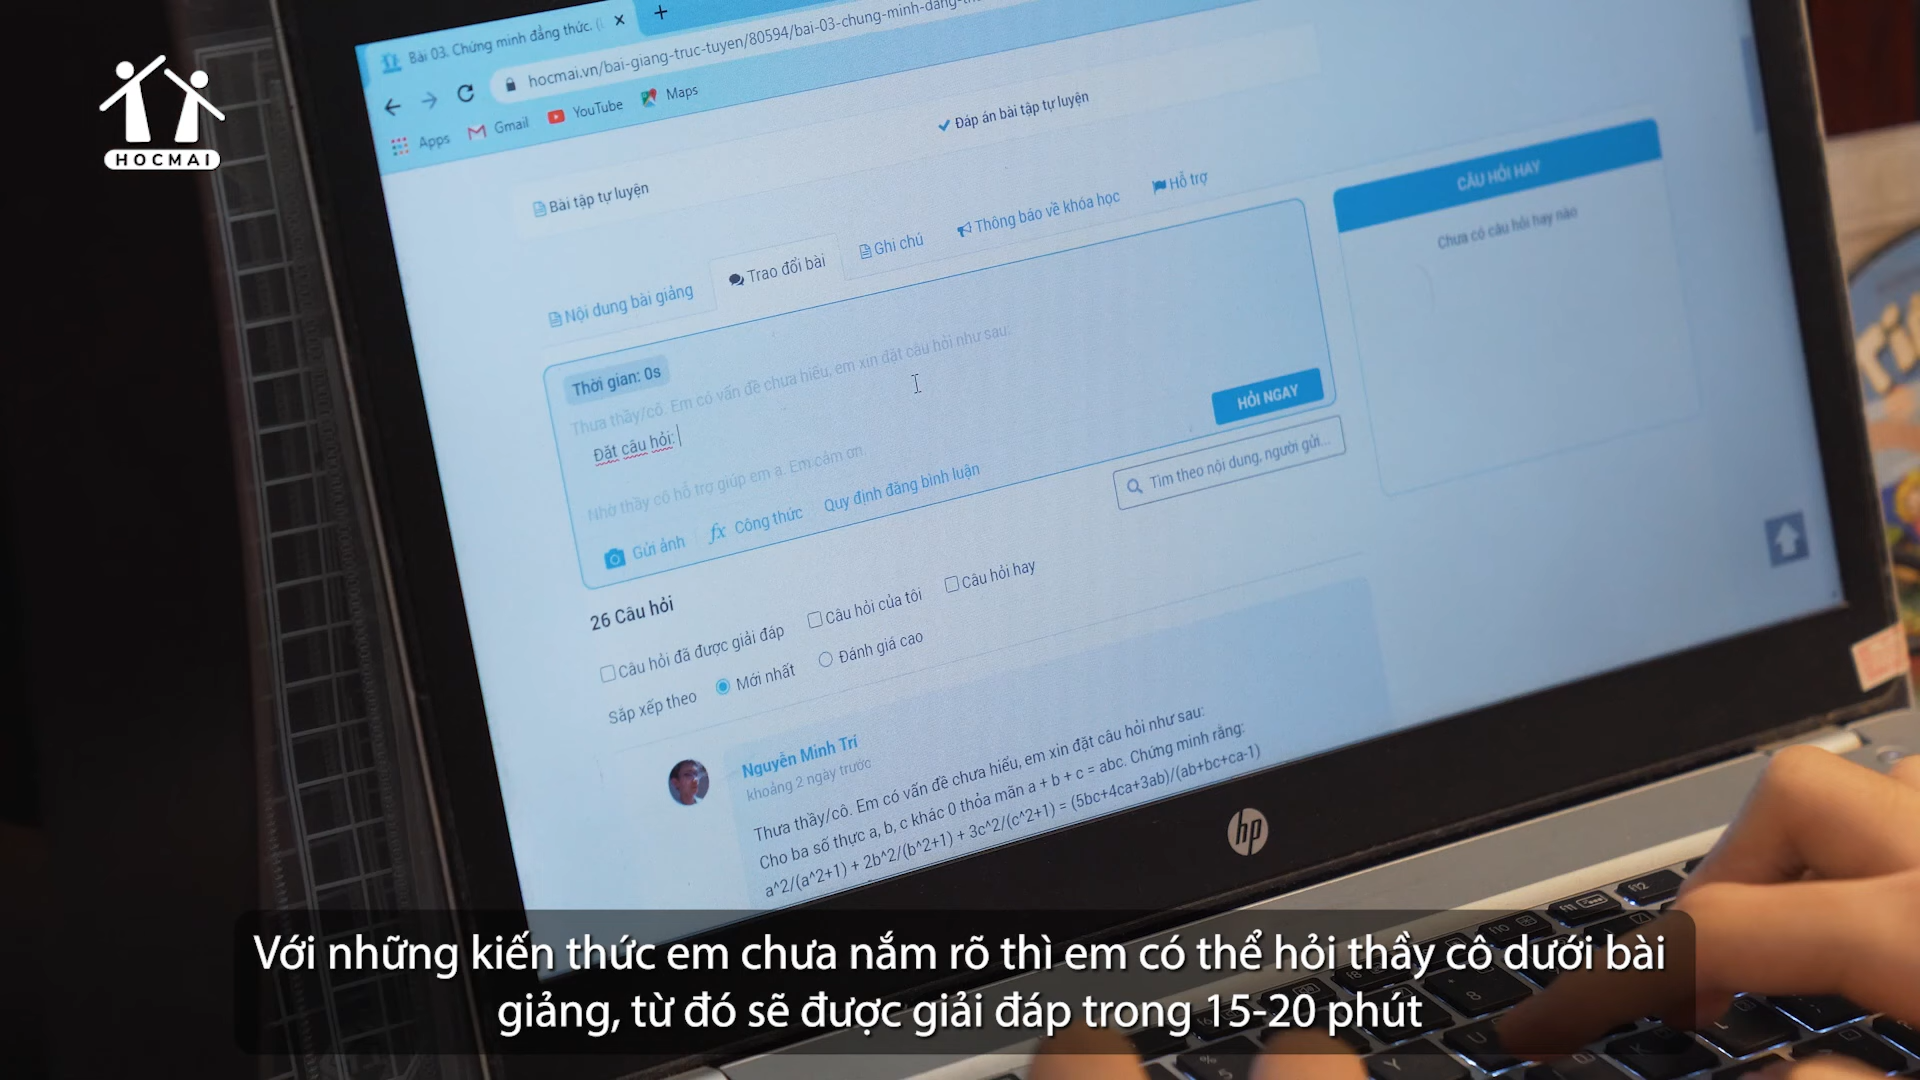 HOCMAI
Bài 03. Chứng minh đẳng thức. (
hocmai.vn/bai-giang-truc-tuyen/80594/bai-03-chung-minh-dang-th
Apps
Gmail
YouTube
Maps
Bài tập tự luyện
Đáp án bài tập tự luyện
Nội dung bài giảng
Trao đổi bài
Ghi chú
Thông báo về khóa học
Hỗ trợ
CÂU HỎI HAY
Chưa có câu hỏi hay nào
Thời gian: 0s
Thưa thầy/cô. Em có vấn đề chưa hiểu, em xin đặt câu hỏi như sau:
Đăt câu hỏi:
Nhờ thầy cô hỗ trợ giúp em ạ. Em cảm ơn
HỎI NGAY
Gửi ảnh
fx Công thức
Quy định đăng bình luận
Tìm theo nội dung, người gửi...
26 Câu hỏi
Câu hỏi đã được giải đáp
Câu hỏi của tôi
Câu hỏi hay
Sắp xếp theo
Mới nhất
Đánh giá cao
Nguyễn Minh Trí
khoảng 2 ngày trước
Thưa thầy/cô. Em có vấn đề chưa hiểu, em xin đặt câu hỏi như sau:
Cho ba số thực a, b, c khác 0 thỏa mãn a + b + c = abc. Chứng minh rằng:
a^2/(a^2+1) + 2b^2/(b^2+1) + 3c^2/(c^2+1) = (5bc+4ca+3ab)/(ab+bc+ca-1)
hp
f12
f11
f10
Với những kiến thức em chưa nắm rõ thì em có thể hỏi thầy cô dưới bài
giảng, từ đó sẽ được giải đáp trong 15-20 phút